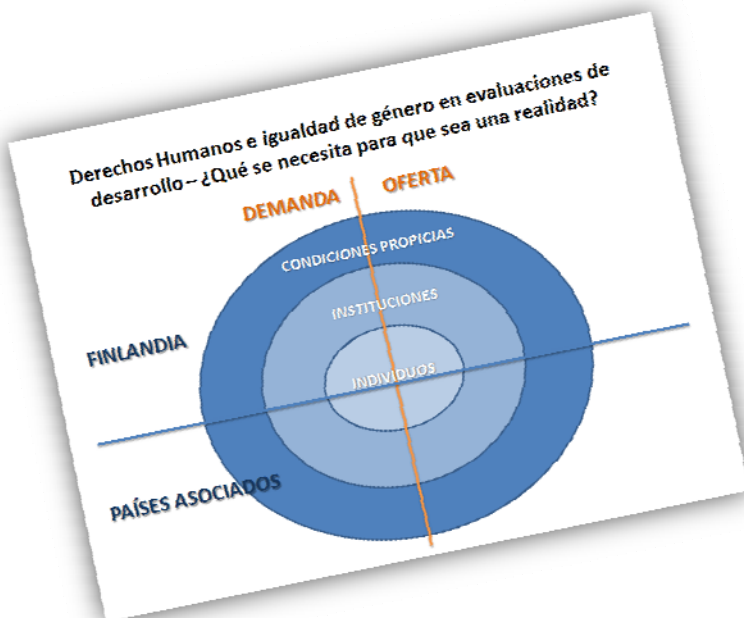 Derechos Humanos e igualdad de género en evaluaciones de
desarrollo – ¿Qué se necesita para que sea una realidad?
DEMANDA
OFERTA
CONDICIONES PROPICIAS
INSTITUCIONES
INDIVIDUOS
FINLANDIA
PAÍSES ASOCIADOS